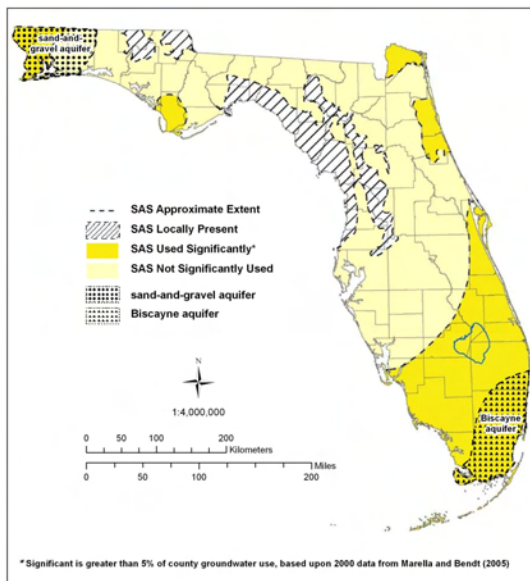 sand-and-
gravel aquifer
SAS Approximate Extent
SAS Locally Present
SAS Used Significantly*
SAS Not Significantly Used
sand-and-gravel aquifer
Biscayne aquifer
N
1:4,000,000
0 50 100 200
Kilometers
0 50 100 200
Miles
Biscayne
aquifer
*Significant is greater than 5% of county groundwater use, based upon 2000 data from Marella and Bendt (2005)